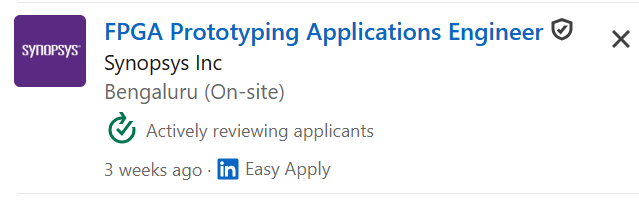 SYNOPSYS
FPGA Prototyping Applications Engineer
Synopsys Inc
Bengaluru (On-site)
Actively reviewing applicants
3 weeks ago · in Easy Apply